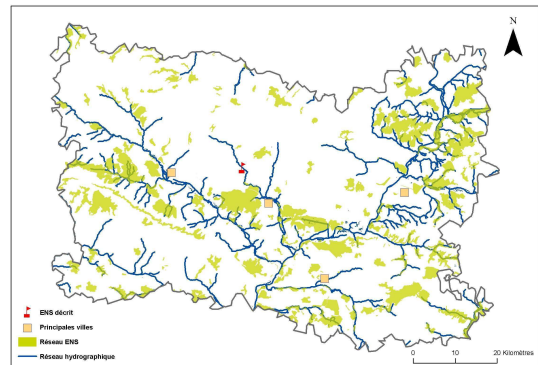 N
ENS décrit
Principales villes
Réseau ENS
Réseau hydrographique
0 10 20 Kilomètres